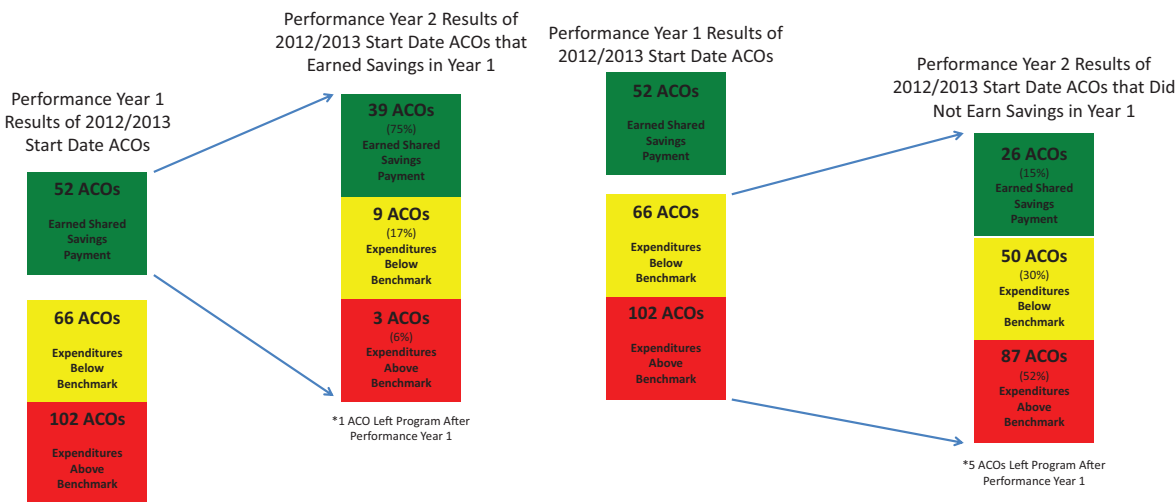 Performance Year 1
Results of 2012/2013
Start Date ACOs
52 ACOs
Earned Shared
Savings
Payment
66 ACOs
Expenditures
Below
Benchmark
102 ACOs
Expenditures
Above
Benchmark
Performance Year 2 Results of
2012/2013 Start Date ACOs that
Earned Savings in Year 1
39 ACOs
(75%)
Earned Shared
Savings
Payment
9 ACOs
(17%)
Expenditures
Below
Benchmark
3 ACOs
(6%)
Expenditures
Above
Benchmark
*1 ACO Left Program After
Performance Year 1
Performance Year 1 Results of
2012/2013 Start Date ACOs
52 ACOs
Earned Shared
Savings
Payment
66 ACOs
Expenditures
Below
Benchmark
102 ACOs
Expenditures
Above
Benchmark
Performance Year 2 Results of
2012/2013 Start Date ACOs that Did
Not Earn Savings in Year 1
26 ACOs
(15%)
Earned Shared
Savings
Payment
50 ACOs
(30%)
Expenditures
Below
Benchmark
87 ACOs
(52%)
Expenditures
Above
Benchmark
*5 ACOs Left Program After
Performance Year 1